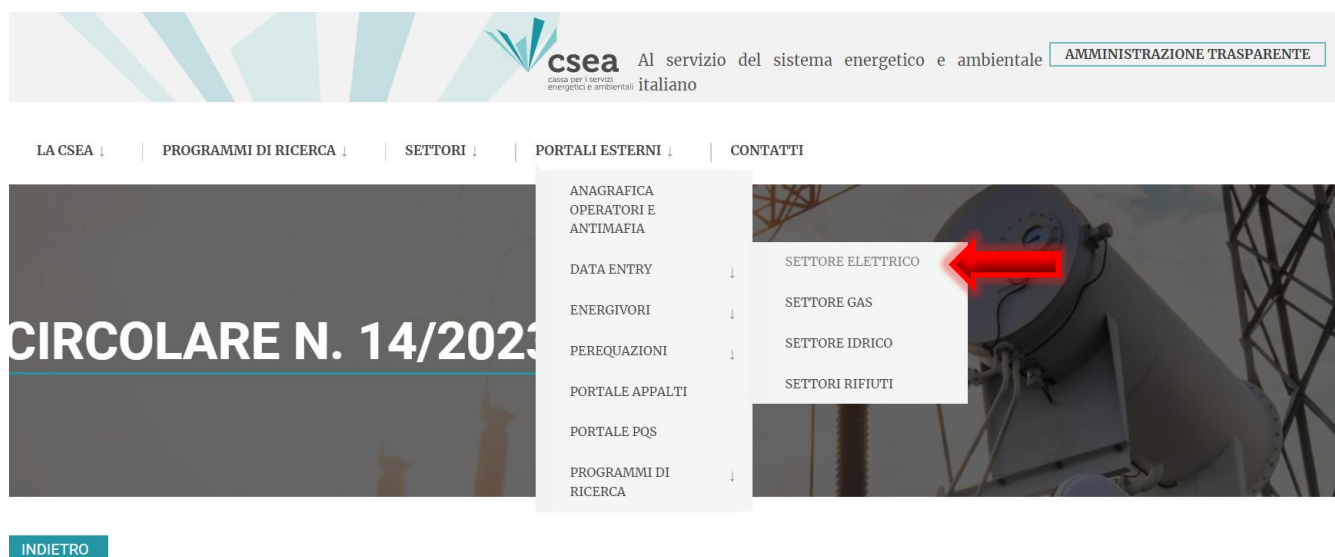 csea
cassa per i servizi
energetici e ambientali
Al servizio del sistema energetico e ambientale
italiano
AMMINISTRAZIONE TRASPARENTE
LA CSEA ↓
PROGRAMMI DI RICERCA ↓
SETTORI ↓
PORTALI ESTERNI ↓
CONTATTI
ANAGRAFICA
OPERATORI E
ANTIMAFIA
DATA ENTRY ↓
ENERGIVORI ↓
PEREQUAZIONI ↓
PORTALE APPALTI
PORTALE PQS
PROGRAMMI DI ↓
RICERCA
SETTORE ELETTRICO
SETTORE GAS
SETTORE IDRICO
SETTORI RIFIUTI
CIRCOLARE N. 14/2023
INDIETRO